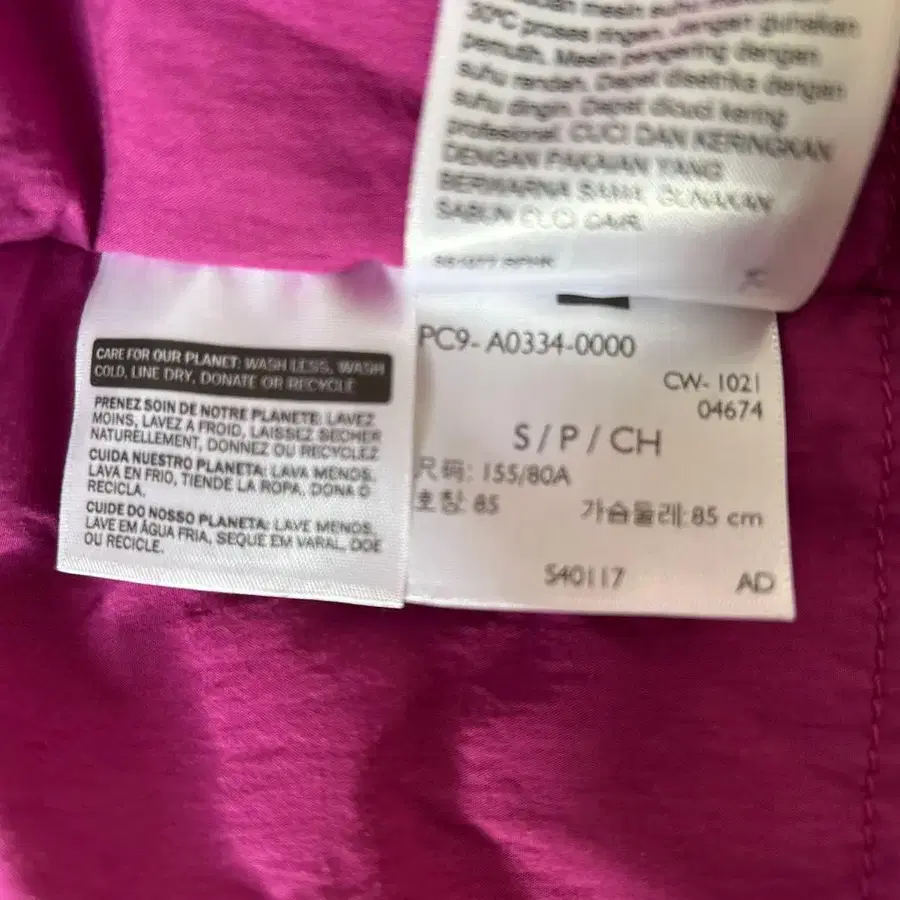 30°C proses ringan. Jangan gunakan
pemutih. Mesin pengering dengan
suhu rendah. Dapat disetrika dengan
suhu dingin. Dapat dicuci kering
profesional. CUCI DAN KERINGKAN
DENGAN PAKAIAN YANG
BERWARNA SAMA. GUNAKAN
SABUN CUCI CAIR.
PC9- A0334-0000
CW- 1021
04674
S / P / CH
尺码: 155/80A
호칭: 85 가슴둘레: 85 cm
S40117 AD
CARE FOR OUR PLANET: WASH LESS, WASH
COLD, LINE DRY, DONATE OR RECYCLE
PRENEZ SOIN DE NOTRE PLANETE: LAVEZ
MOINS, LAVEZ A FROID, LAISSEZ SECHER
NATURELLEMENT, DONNEZ OU RECYCLEZ
CUIDA NUESTRO PLANETA: LAVA MENOS,
LAVA EN FRIO, TIENDE LA ROPA, DONA O
RECICLA.
CUIDE DO NOSSO PLANETA: LAVE MENOS,
LAVE EM ÁGUA FRIA, SEQUE EM VARAL, DOE
OU RECICLE.